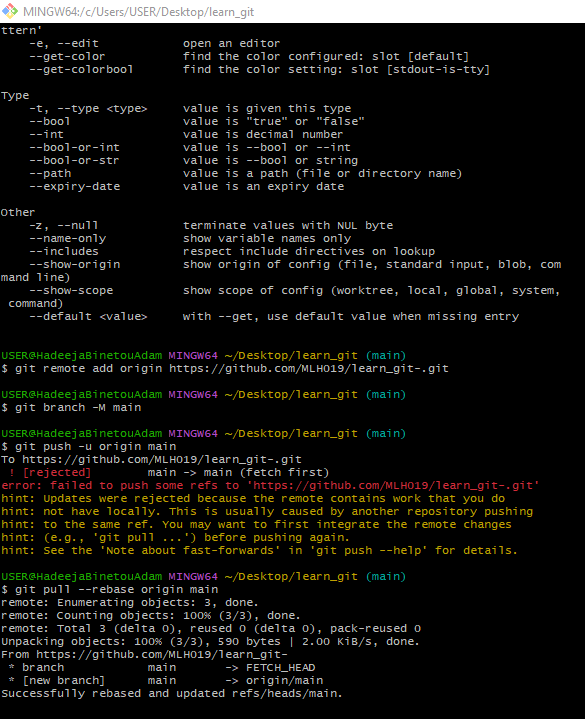 MINGW64:/c/Users/USER/Desktop/learn_git
ttern'
    -e, --edit            open an editor
    --get-color           find the color configured: slot [default]
    --get-colorbool       find the color setting: slot [stdout-is-tty]

Type
    -t, --type <type>     value is given this type
    --bool                value is "true" or "false"
    --int                 value is decimal number
    --bool-or-int         value is --bool or --int
    --bool-or-str         value is --bool or string
    --path                value is a path (file or directory name)
    --expiry-date         value is an expiry date

Other
    -z, --null            terminate values with NUL byte
    --name-only           show variable names only
    --includes            respect include directives on lookup
    --show-origin         show origin of config (file, standard input, blob, com
mand line)
    --show-scope          show scope of config (worktree, local, global, system,
 command)
    --default <value>     with --get, use default value when missing entry

USER@HadeejaBinetouAdam MINGW64 ~/Desktop/learn_git (main)
$ git remote add origin https://github.com/MLH019/learn_git-.git

USER@HadeejaBinetouAdam MINGW64 ~/Desktop/learn_git (main)
$ git branch -M main

USER@HadeejaBinetouAdam MINGW64 ~/Desktop/learn_git (main)
$ git push -u origin main
To https://github.com/MLH019/learn_git-.git
 ! [rejected]        main -> main (fetch first)
error: failed to push some refs to 'https://github.com/MLH019/learn_git-.git'
hint: Updates were rejected because the remote contains work that you do
hint: not have locally. This is usually caused by another repository pushing
hint: to the same ref. You may want to first integrate the remote changes
hint: (e.g., 'git pull ...') before pushing again.
hint: See the 'Note about fast-forwards' in 'git push --help' for details.

USER@HadeejaBinetouAdam MINGW64 ~/Desktop/learn_git (main)
$ git pull --rebase origin main
remote: Enumerating objects: 3, done.
remote: Counting objects: 100% (3/3), done.
remote: Total 3 (delta 0), reused 0 (delta 0), pack-reused 0
Unpacking objects: 100% (3/3), 590 bytes | 2.00 KiB/s, done.
From https://github.com/MLH019/learn_git-
 * branch            main       -> FETCH_HEAD
 * [new branch]      main       -> origin/main
Successfully rebased and updated refs/heads/main.